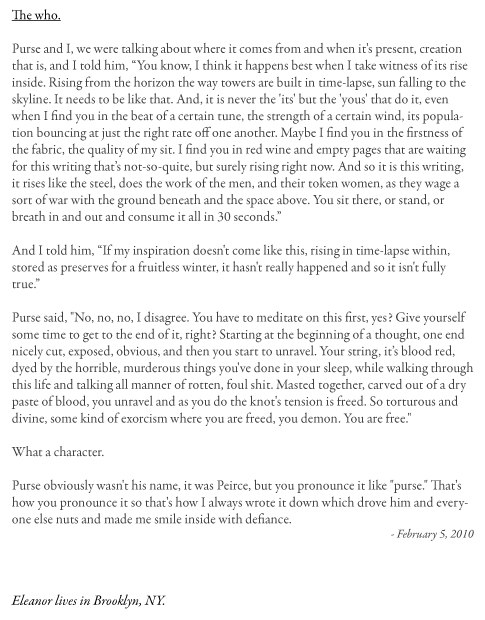 The who.
Purse and I, we were talking about where it comes from and when it's present, creation
that is, and I told him, “You know, I think it happens best when I take witness of its rise
inside. Rising from the horizon the way towers are built in time-lapse, sun falling to the
skyline. It needs to be like that. And, it is never the 'its' but the 'yous' that do it, even
when I find you in the beat of a certain tune, the strength of a certain wind, its popula-
tion bouncing at just the right rate off one another. Maybe I find you in the firstness of
the fabric, the quality of my sit. I find you in red wine and empty pages that are waiting
for this writing that's not-so-quite, but surely rising right now. And so it is this writing,
it rises like the steel, does the work of the men, and their token women, as they wage a
sort of war with the ground beneath and the space above. You sit there, or stand, or
breath in and out and consume it all in 30 seconds.”
And I told him, “If my inspiration doesn't come like this, rising in time-lapse within,
stored as preserves for a fruitless winter, it hasn't really happened and so it isn't fully
true.”
Purse said, "No, no, no, I disagree. You have to meditate on this first, yes? Give yourself
some time to get to the end of it, right? Starting at the beginning of a thought, one end
nicely cut, exposed, obvious, and then you start to unravel. Your string, it's blood red,
dyed by the horrible, murderous things you've done in your sleep, while walking through
this life and talking all manner of rotten, foul shit. Masted together, carved out of a dry
paste of blood, you unravel and as you do the knot's tension is freed. So torturous and
divine, some kind of exorcism where you are freed, you demon. You are free."
What a character.
Purse obviously wasn't his name, it was Peirce, but you pronounce it like "purse." That's
how you pronounce it so that's how I always wrote it down which drove him and every-
one else nuts and made me smile inside with defiance.
- February 5, 2010
Eleanor lives in Brooklyn, NY.